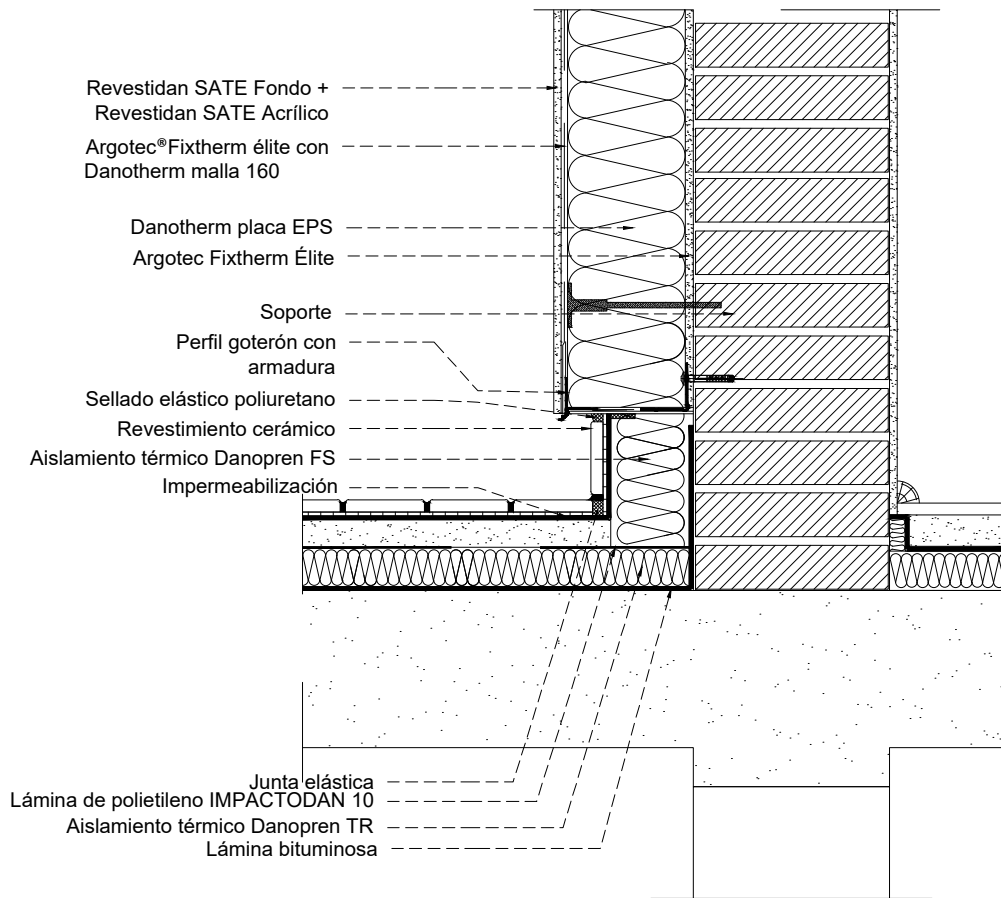 Revestidan SATE Fondo +
Revestidan SATE Acrílico
Argotec®Fixtherm élite con
Danotherm malla 160
Danotherm placa EPS
Argotec Fixtherm Élite
Soporte
Perfil goterón con
armadura
Sellado elástico poliuretano
Revestimiento cerámico
Aislamiento térmico Danopren FS
Impermeabilización
Junta elástica
Lámina de polietileno IMPACTODAN 10
Aislamiento térmico Danopren TR
Lámina bituminosa